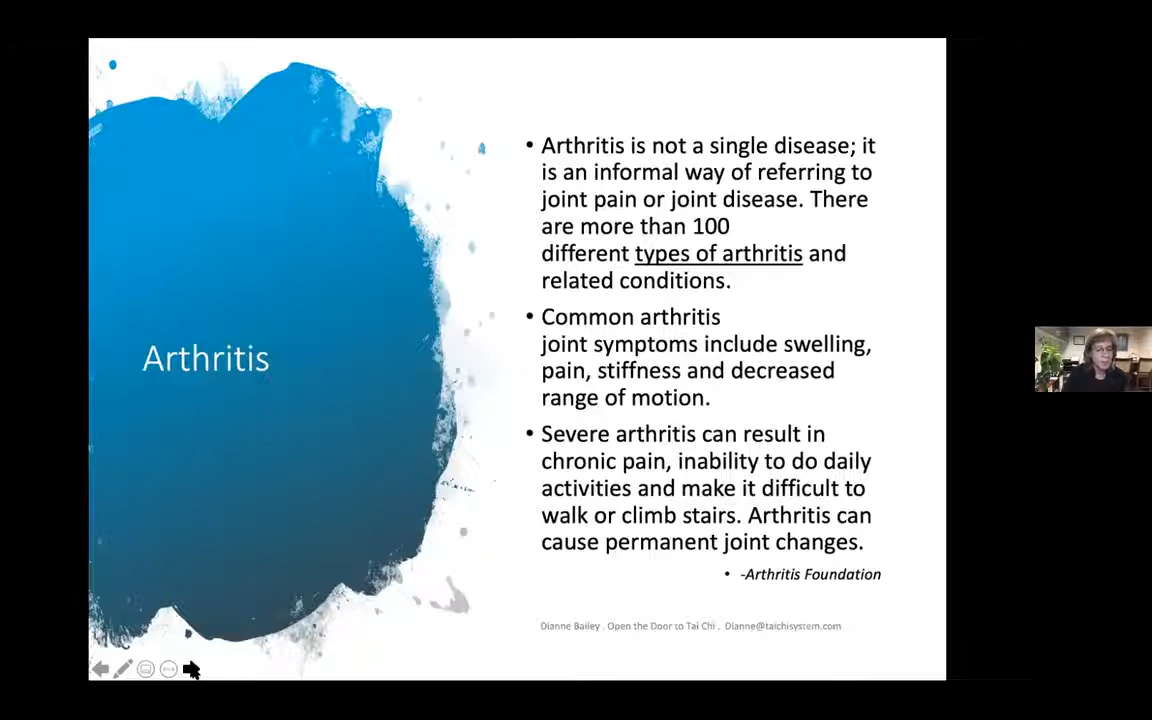 Arthritis
• Arthritis is not a single disease; it
is an informal way of referring to
joint pain or joint disease. There
are more than 100
different types of arthritis and
related conditions.
• Common arthritis
joint symptoms include swelling,
pain, stiffness and decreased
range of motion.
• Severe arthritis can result in
chronic pain, inability to do daily
activities and make it difficult to
walk or climb stairs. Arthritis can
cause permanent joint changes.
• -Arthritis Foundation
Dianne Bailey . Open the Door to Tai Chi . Dianne@taichisystem.com